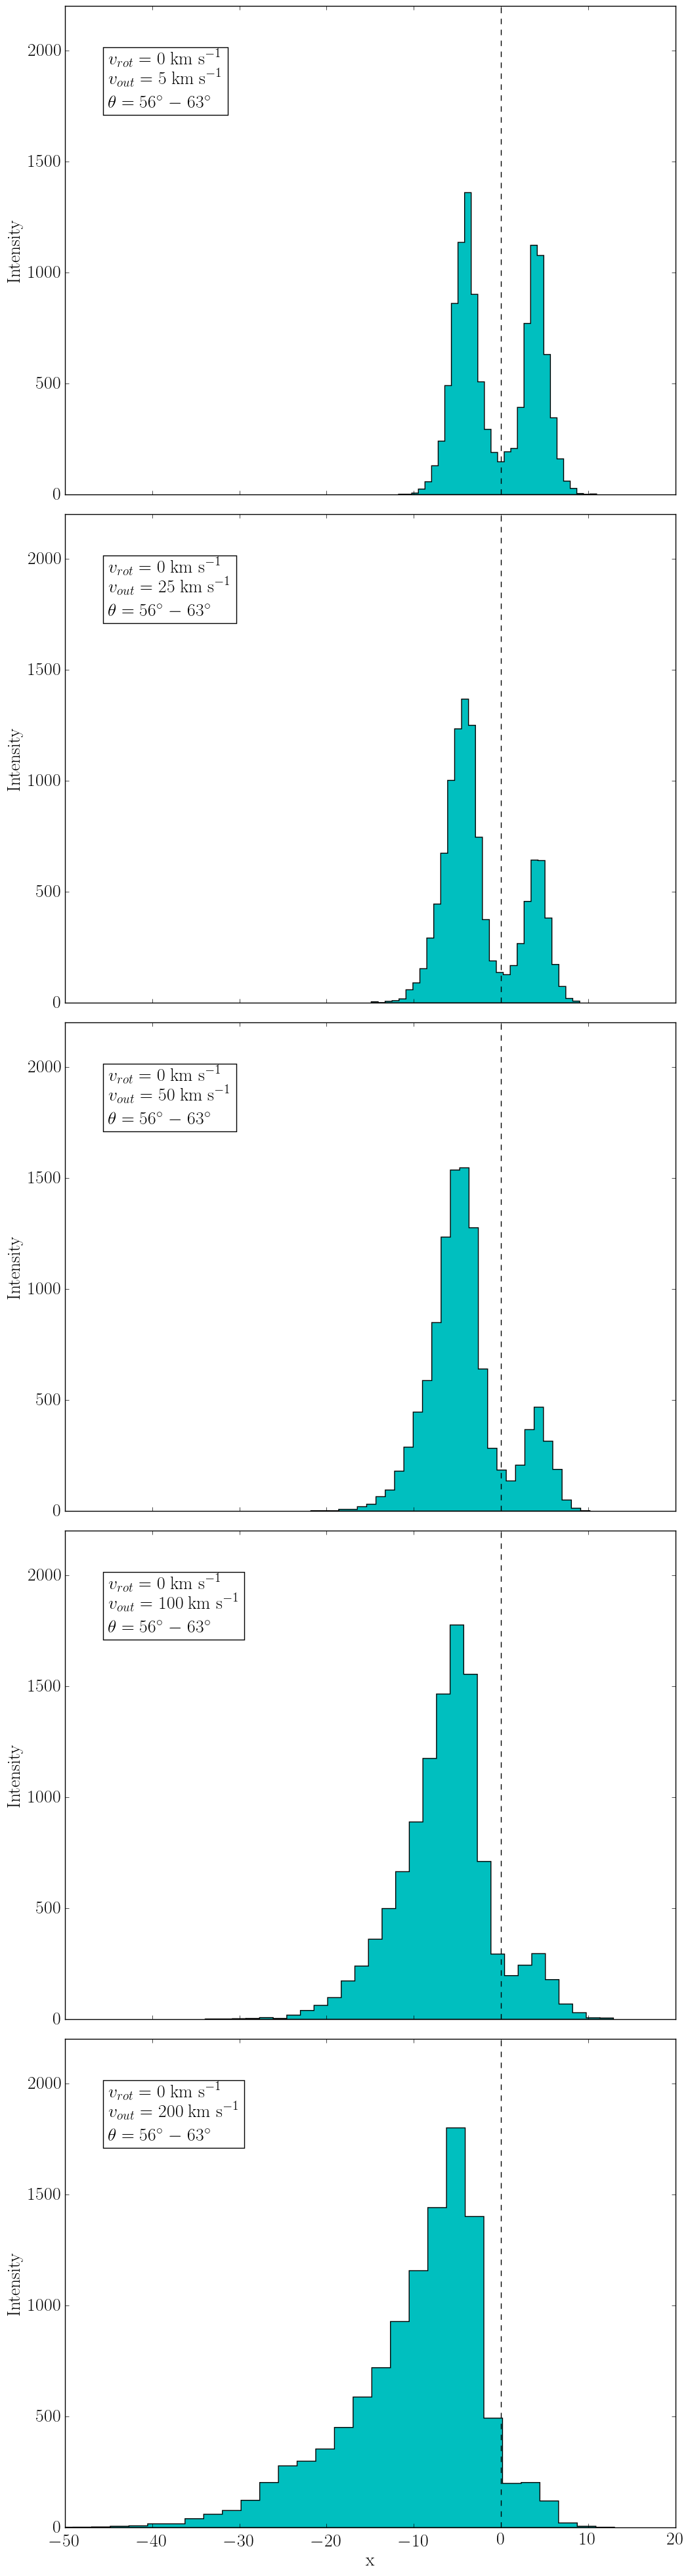 2000
v_rot = 0 km s⁻¹
v_out = 5 km s⁻¹
θ = 56° − 63°
1500
Intensity
1000
500
0
2000
v_rot = 0 km s⁻¹
v_out = 25 km s⁻¹
θ = 56° − 63°
1500
Intensity
1000
500
0
2000
v_rot = 0 km s⁻¹
v_out = 50 km s⁻¹
θ = 56° − 63°
1500
Intensity
1000
500
0
2000
v_rot = 0 km s⁻¹
v_out = 100 km s⁻¹
θ = 56° − 63°
1500
Intensity
1000
500
0
2000
v_rot = 0 km s⁻¹
v_out = 200 km s⁻¹
θ = 56° − 63°
1500
Intensity
1000
500
0
−50 −40 −30 −20 −10 0 10 20
x